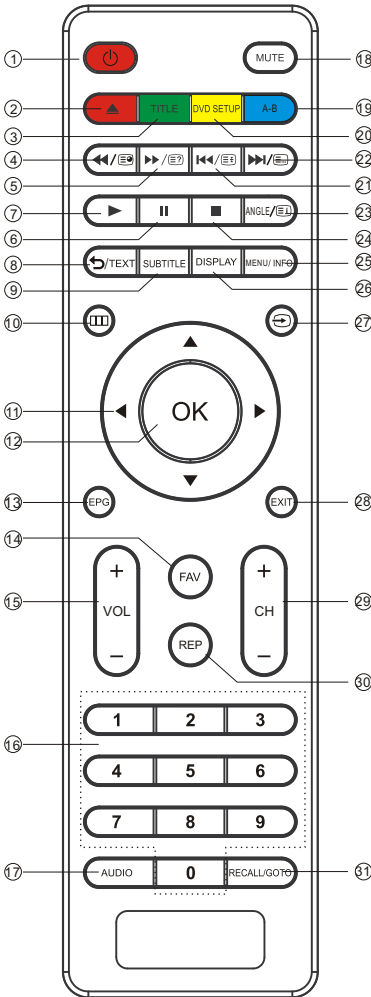 1 MUTE 18
2 TITLE DVD SETUP A-B 19
3 20
4 / /? / / 22
5 21
7 ANGLE/ 23
6 24
8 /TEXT SUBTITLE DISPLAY MENU/ INFO 25
9 26
10 27
11 OK
12
13 EPG EXIT 28
14 FAV
+ +
15 VOL CH 29
− −
REP
30
1 2 3
16
4 5 6
7 8 9
17 AUDIO 0 RECALL/GOTO 31